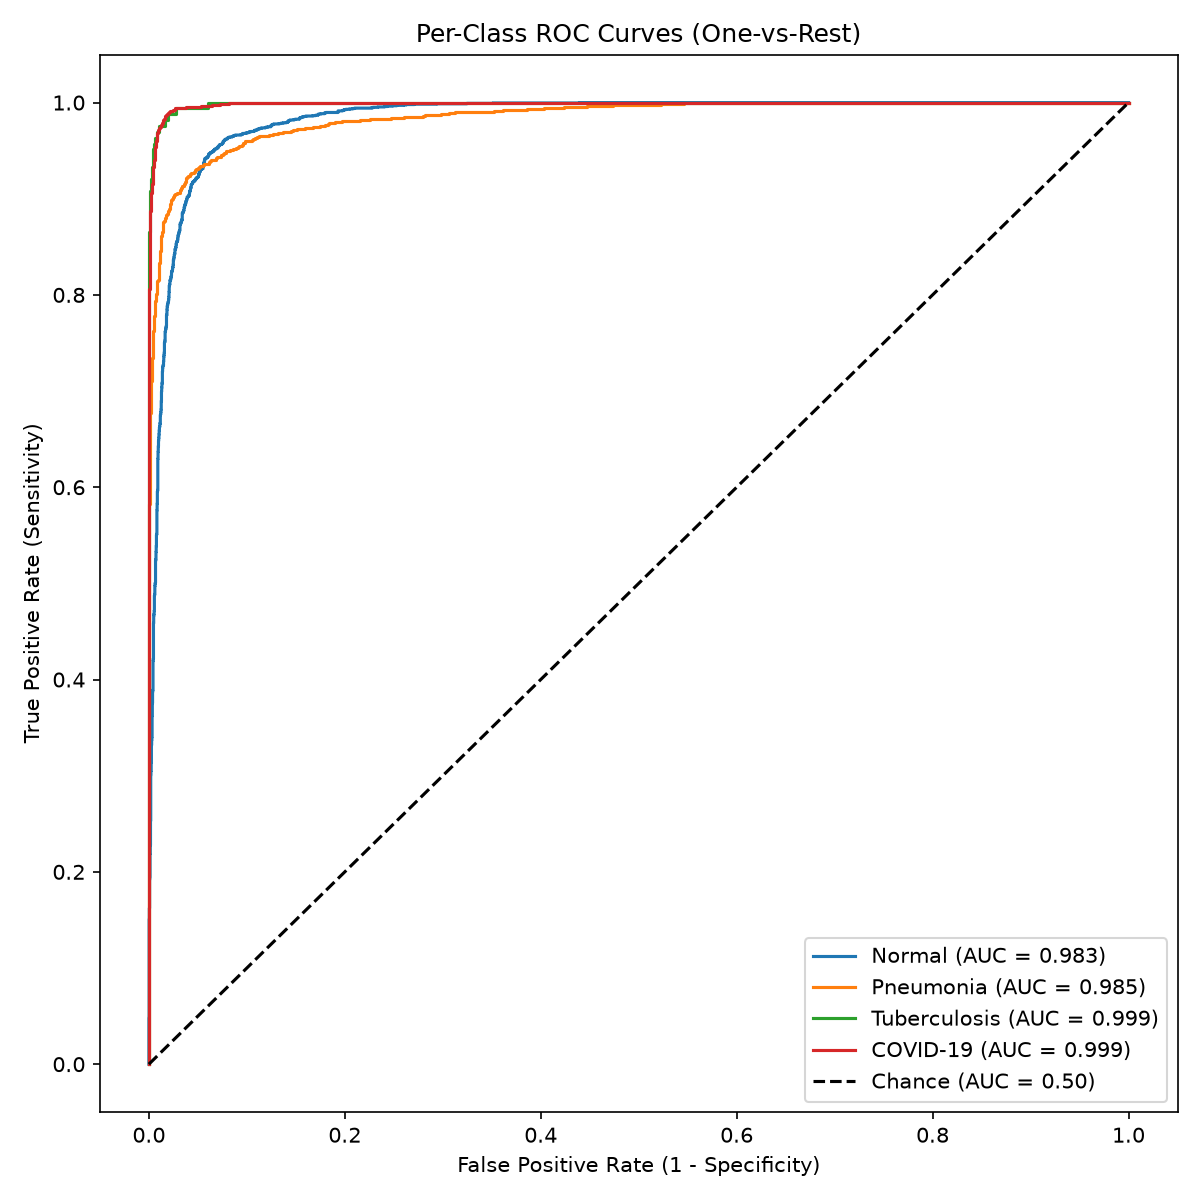 Per-Class ROC Curves (One-vs-Rest)
True Positive Rate (Sensitivity)
1.0
0.8
0.6
0.4
0.2
0.0
Normal (AUC = 0.983)
Pneumonia (AUC = 0.985)
Tuberculosis (AUC = 0.999)
COVID-19 (AUC = 0.999)
Chance (AUC = 0.50)
0.0 0.2 0.4 0.6 0.8 1.0
False Positive Rate (1 - Specificity)